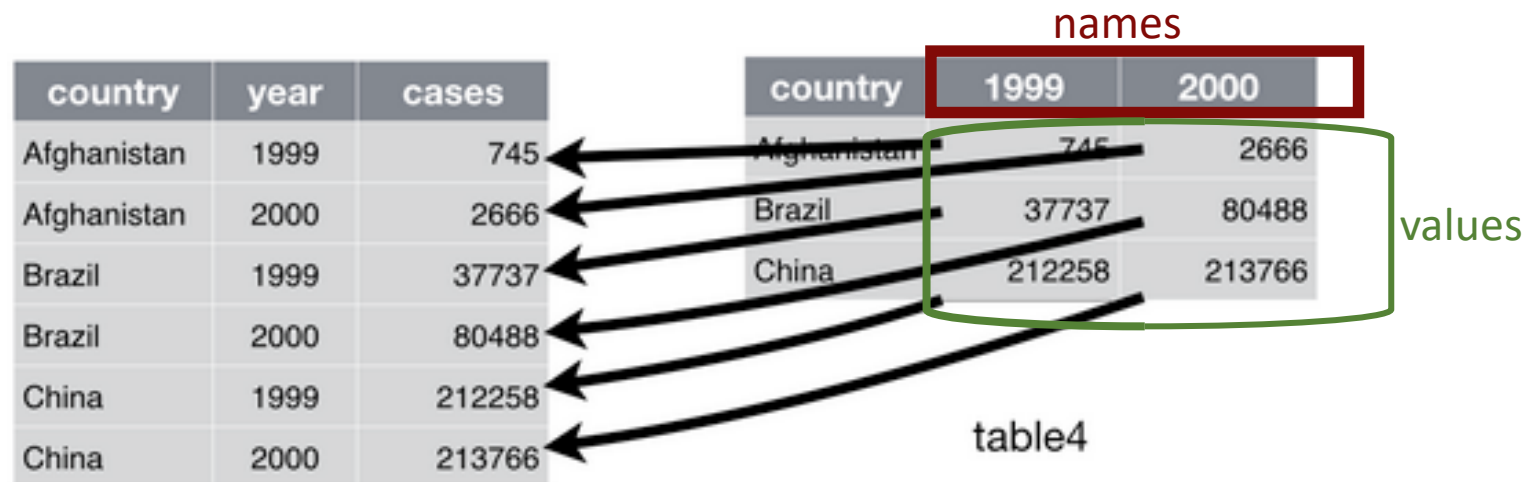 names
country year cases
Afghanistan 1999 745
Afghanistan 2000 2666
Brazil 1999 37737
Brazil 2000 80488
China 1999 212258
China 2000 213766
country 1999 2000
Afghanistan 745 2666
Brazil 37737 80488
China 212258 213766
values
table4